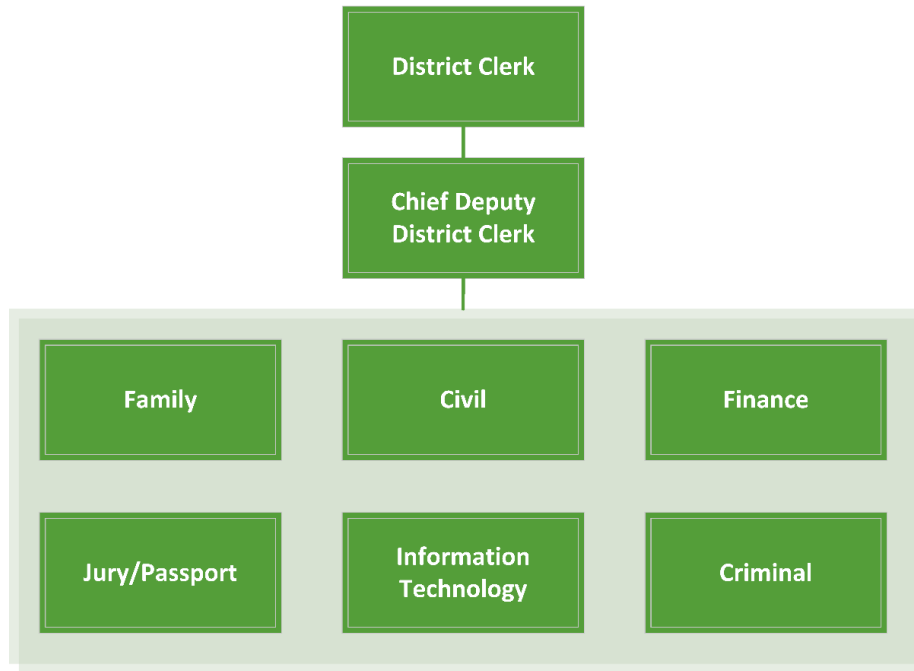 District Clerk
Chief Deputy
District Clerk
Family
Civil
Finance
Jury/Passport
Information
Technology
Criminal